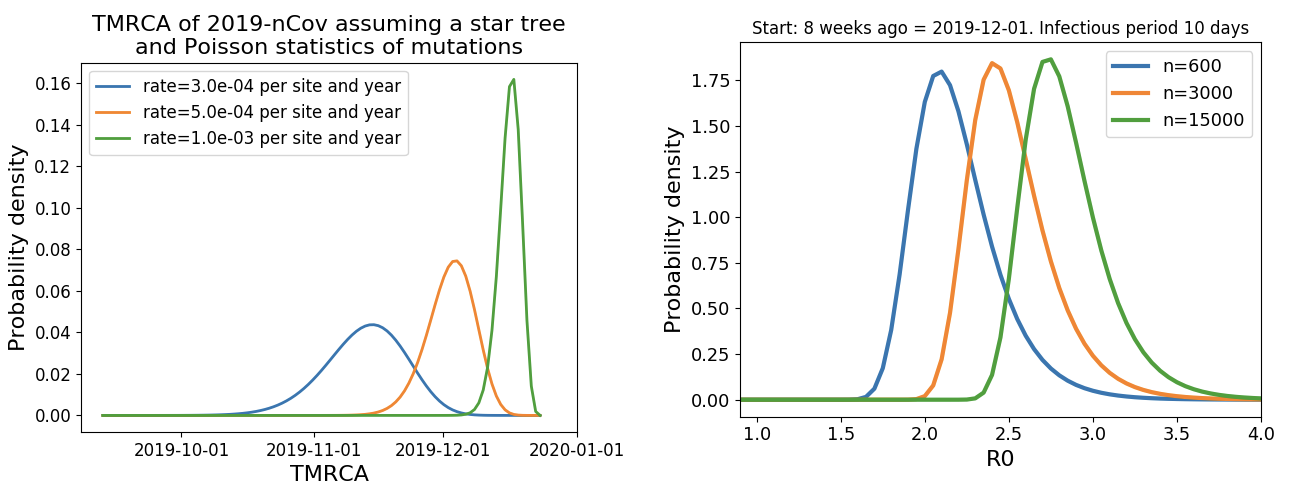 TMRCA of 2019-nCov assuming a star tree
and Poisson statistics of mutations
rate=3.0e-04 per site and year
rate=5.0e-04 per site and year
rate=1.0e-03 per site and year
Probability density
0.16
0.14
0.12
0.10
0.08
0.06
0.04
0.02
0.00
2019-10-01 2019-11-01 2019-12-01 2020-01-01
TMRCA
Start: 8 weeks ago = 2019-12-01. Infectious period 10 days
n=600
n=3000
n=15000
Probability density
1.75
1.50
1.25
1.00
0.75
0.50
0.25
0.00
1.0 1.5 2.0 2.5 3.0 3.5 4.0
R0